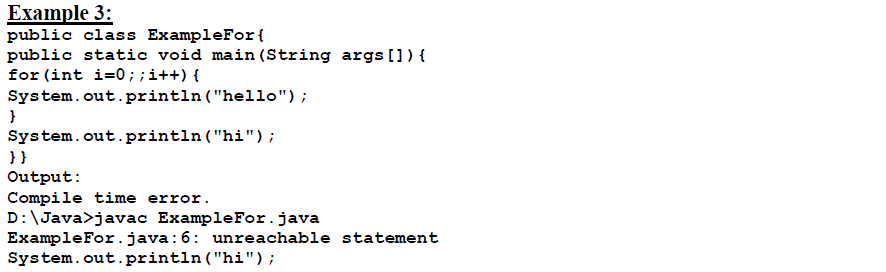 Example 3:
public class ExampleFor{
public static void main(String args[]){
for(int i=0;;i++){
System.out.println("hello");
}
System.out.println("hi");
}}
Output:
Compile time error.
D:\Java>javac ExampleFor.java
ExampleFor.java:6: unreachable statement
System.out.println("hi");